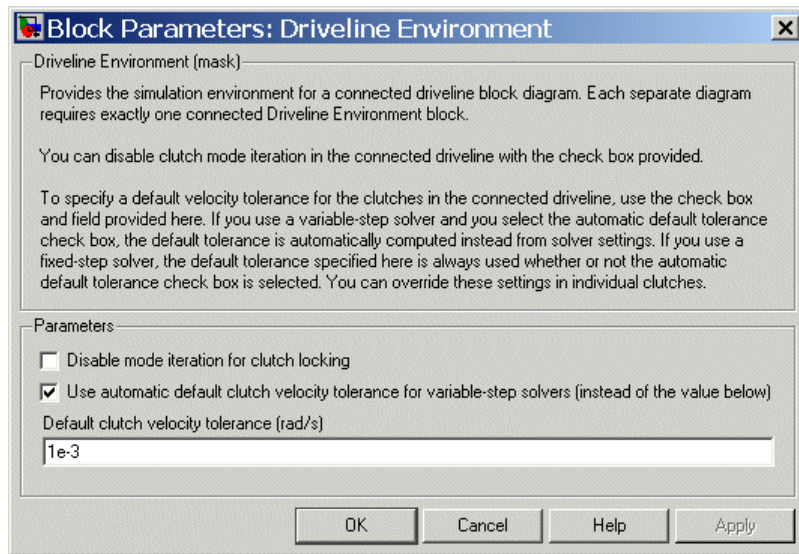 Block Parameters: Driveline Environment
Driveline Environment (mask)
Provides the simulation environment for a connected driveline block diagram. Each separate diagram
requires exactly one connected Driveline Environment block.
You can disable clutch mode iteration in the connected driveline with the check box provided.
To specify a default velocity tolerance for the clutches in the connected driveline, use the check box
and field provided here. If you use a variable-step solver and you select the automatic default tolerance
check box, the default tolerance is automatically computed instead from solver settings. If you use a
fixed-step solver, the default tolerance specified here is always used whether or not the automatic
default tolerance check box is selected. You can override these settings in individual clutches.
Parameters
Disable mode iteration for clutch locking
Use automatic default clutch velocity tolerance for variable-step solvers (instead of the value below)
Default clutch velocity tolerance (rad/s)
1e-3
OK Cancel Help Apply